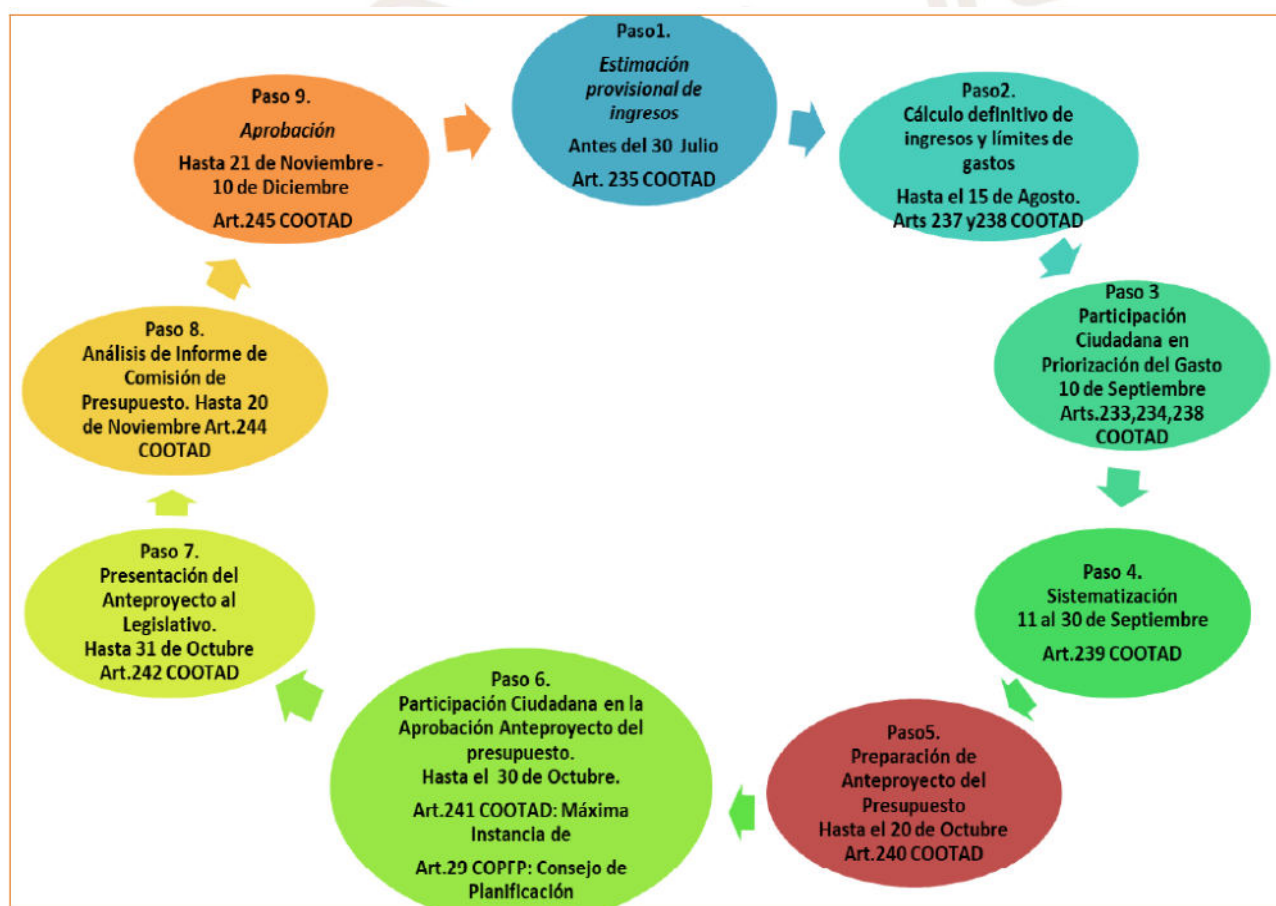 Paso1.
Estimación
provisional de
ingresos
Antes del 30 Julio
Art. 235 COOTAD
Paso2.
Cálculo definitivo de
ingresos y límites de
gastos
Hasta el 15 de Agosto.
Arts 237 y238 COOTAD
Paso 3
Participación
Ciudadana en
Priorización del Gasto
10 de Septiembre
Arts.233,234,238
COOTAD
Paso 4.
Sistematización
11 al 30 de Septiembre
Art.239 COOTAD
Paso5.
Preparación de
Anteproyecto del
Presupuesto
Hasta el 20 de Octubre
Art.240 COOTAD
Paso 6.
Participación Ciudadana en la
Aprobación Anteproyecto del
presupuesto.
Hasta el 30 de Octubre.
Art.241 COOTAD: Máxima
Instancia de
Art.29 COPFP: Consejo de
Planificación
Paso 7.
Presentación del
Anteproyecto al
Legislativo.
Hasta 31 de Octubre
Art.242 COOTAD
Paso 8.
Análisis de Informe de
Comisión de
Presupuesto. Hasta 20
de Noviembre Art.244
COOTAD
Paso 9.
Aprobación
Hasta 21 de Noviembre -
10 de Diciembre
Art.245 COOTAD